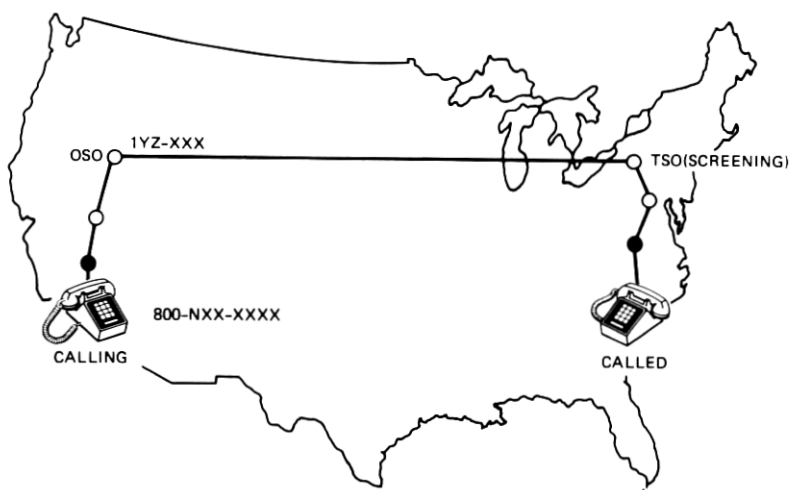 1YZ-XXX
OSO
TSO(SCREENING)
800-NXX-XXXX
CALLING
CALLED